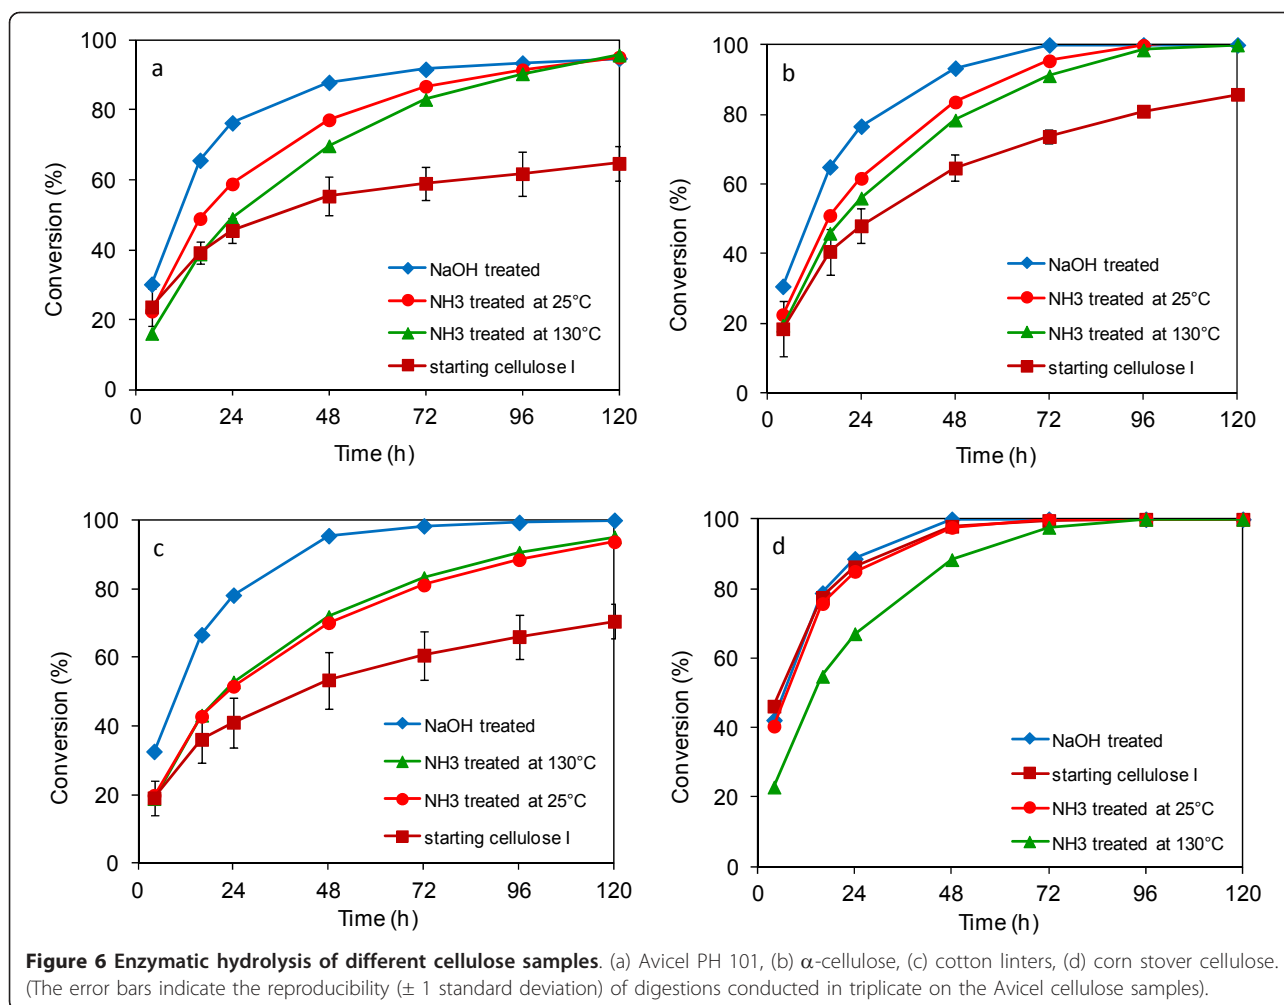 100
80
60
40
20
0
Conversion (%)
a
NaOH treated
NH3 treated at 25°C
NH3 treated at 130°C
starting cellulose I
0 24 48 72 96 120
Time (h)
100
80
60
40
20
0
Conversion (%)
b
NaOH treated
NH3 treated at 25°C
NH3 treated at 130°C
starting cellulose I
0 24 48 72 96 120
Time (h)
100
80
60
40
20
0
Conversion (%)
c
NaOH treated
NH3 treated at 130°C
NH3 treated at 25°C
starting cellulose I
0 24 48 72 96 120
Time (h)
100
80
60
40
20
0
Conversion (%)
d
NaOH treated
starting cellulose I
NH3 treated at 25°C
NH3 treated at 130°C
0 24 48 72 96 120
Time (h)
Figure 6 Enzymatic hydrolysis of different cellulose samples. (a) Avicel PH 101, (b) α-cellulose, (c) cotton linters, (d) corn stover cellulose.
(The error bars indicate the reproducibility (± 1 standard deviation) of digestions conducted in triplicate on the Avicel cellulose samples).